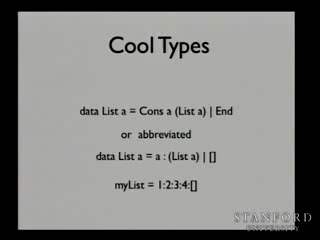 Cool Types
data List a = Cons a (List a) | End
or abbreviated
data List a = a : (List a) | []
myList = 1:2:3:4:[]
STANFORD
UNIVERSITY